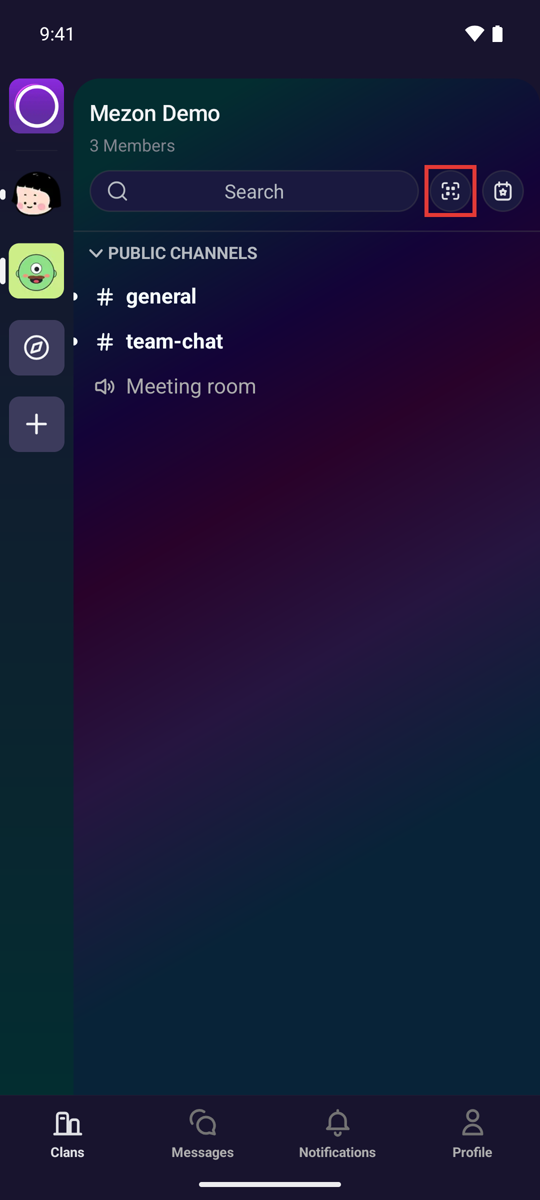 9:41
Mezon Demo
3 Members
Search
PUBLIC CHANNELS
# general
# team-chat
Meeting room
Clans
Messages
Notifications
Profile